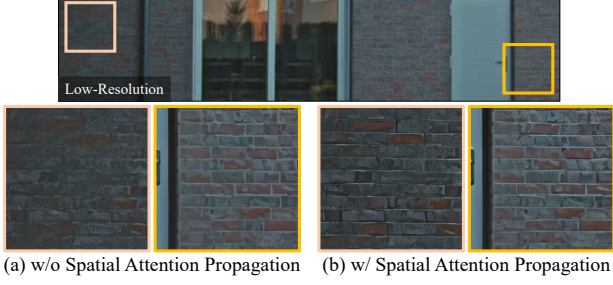 Low-Resolution
(a) w/o Spatial Attention Propagation
(b) w/ Spatial Attention Propagation